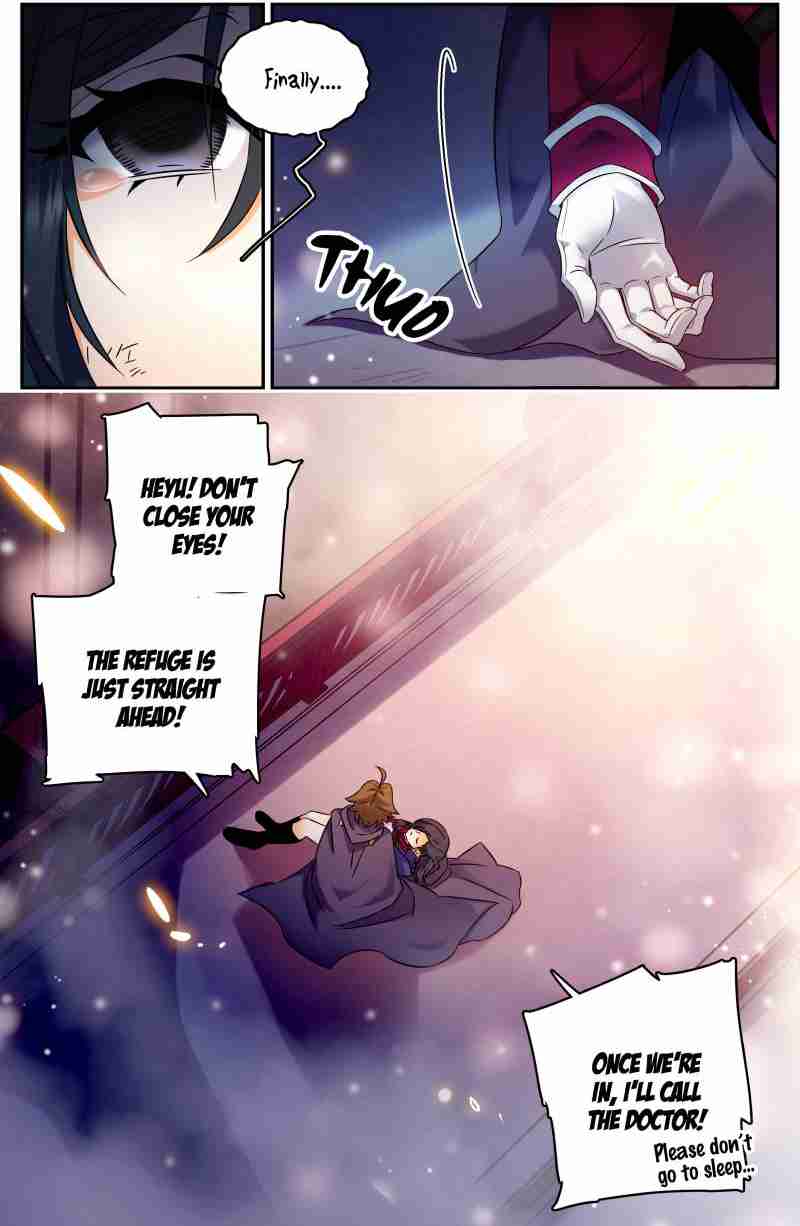 Finally....
THUD
HEYU! DON'T
CLOSE YOUR
EYES!
THE REFUGE IS
JUST STRAIGHT
AHEAD!
ONCE WE'RE
IN, I'LL CALL
THE DOCTOR!
Please don't
go to sleep...